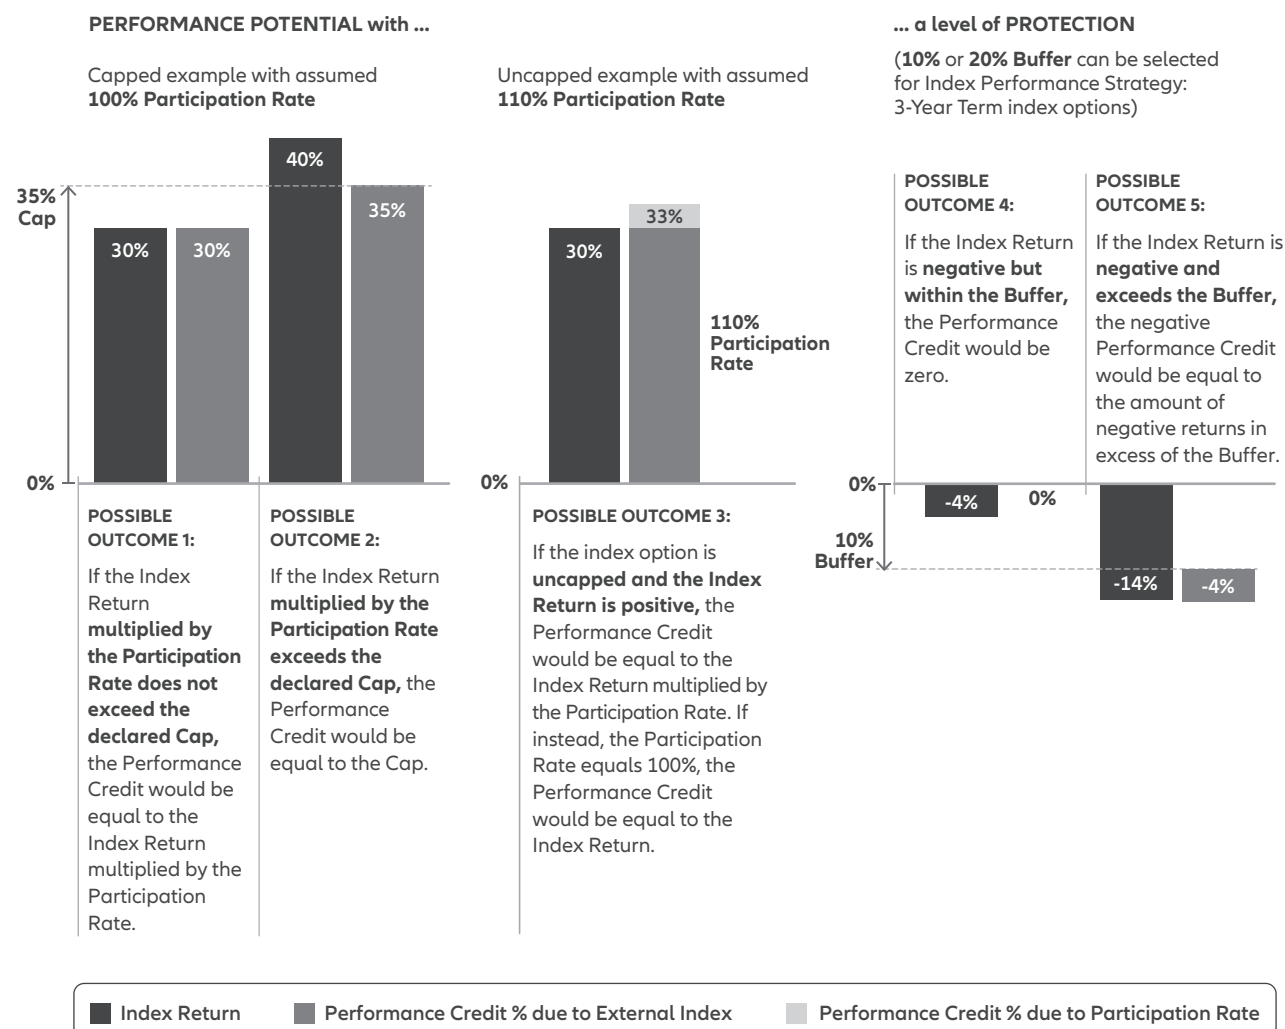 PERFORMANCE POTENTIAL with ...
Capped example with assumed
100% Participation Rate
35%
Cap
30%
30%
40%
35%
0%
POSSIBLE
OUTCOME 1:
If the Index
Return
multiplied by
the Participation
Rate does not
exceed the
declared Cap,
the Performance
Credit would be
equal to the
Index Return
multiplied by the
Participation
Rate.
POSSIBLE
OUTCOME 2:
If the Index Return
multiplied by the
Participation Rate
exceeds the
declared Cap, the
Performance
Credit would be
equal to the Cap.
Uncapped example with assumed
110% Participation Rate
30%
33%
110%
Participation
Rate
0%
POSSIBLE OUTCOME 3:
If the index option is
uncapped and the Index
Return is positive, the
Performance Credit
would be equal to the
Index Return multiplied by
the Participation Rate. If
instead, the Participation
Rate equals 100%, the
Performance Credit
would be equal to the
Index Return.
... a level of PROTECTION
(10% or 20% Buffer can be selected
for Index Performance Strategy:
3-Year Term index options)
POSSIBLE
OUTCOME 4:
If the Index Return
is negative but
within the Buffer,
the Performance
Credit would be
zero.
POSSIBLE
OUTCOME 5:
If the Index Return is
negative and
exceeds the Buffer,
the negative
Performance Credit
would be equal to
the amount of
negative returns in
excess of the Buffer.
0%
10%
Buffer
-4%
0%
-14%
-4%
Index Return
Performance Credit % due to External Index
Performance Credit % due to Participation Rate